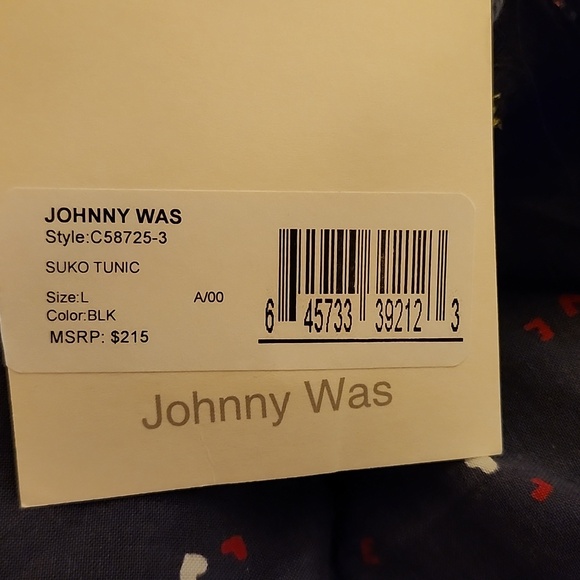 JOHNNY WAS
Style:C58725-3
SUKO TUNIC
Size:L A/00
Color:BLK
MSRP: $215
6 45733 39212 3
Johnny Was